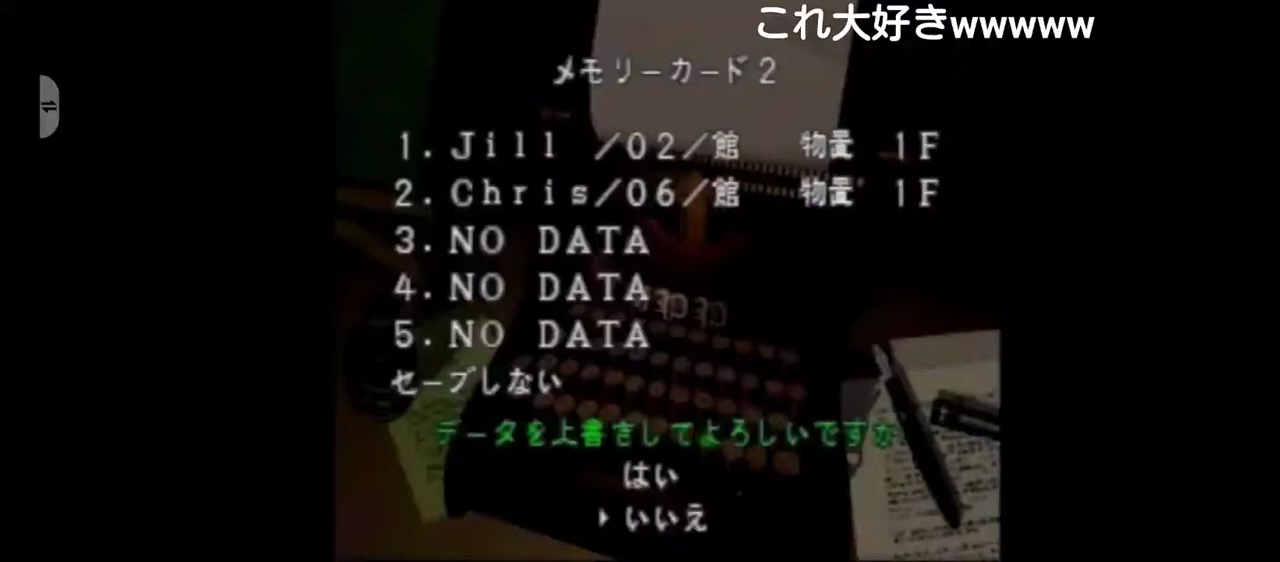 これ大好きwwwww
メモリーカード2
1.Jill /02/館 物置 1F
2.Chris/06/館 物置 1F
3.NO DATA
4.NO DATA
5.NO DATA
セーブしない
データを上書きしてよろしいですか
はい
いいえ